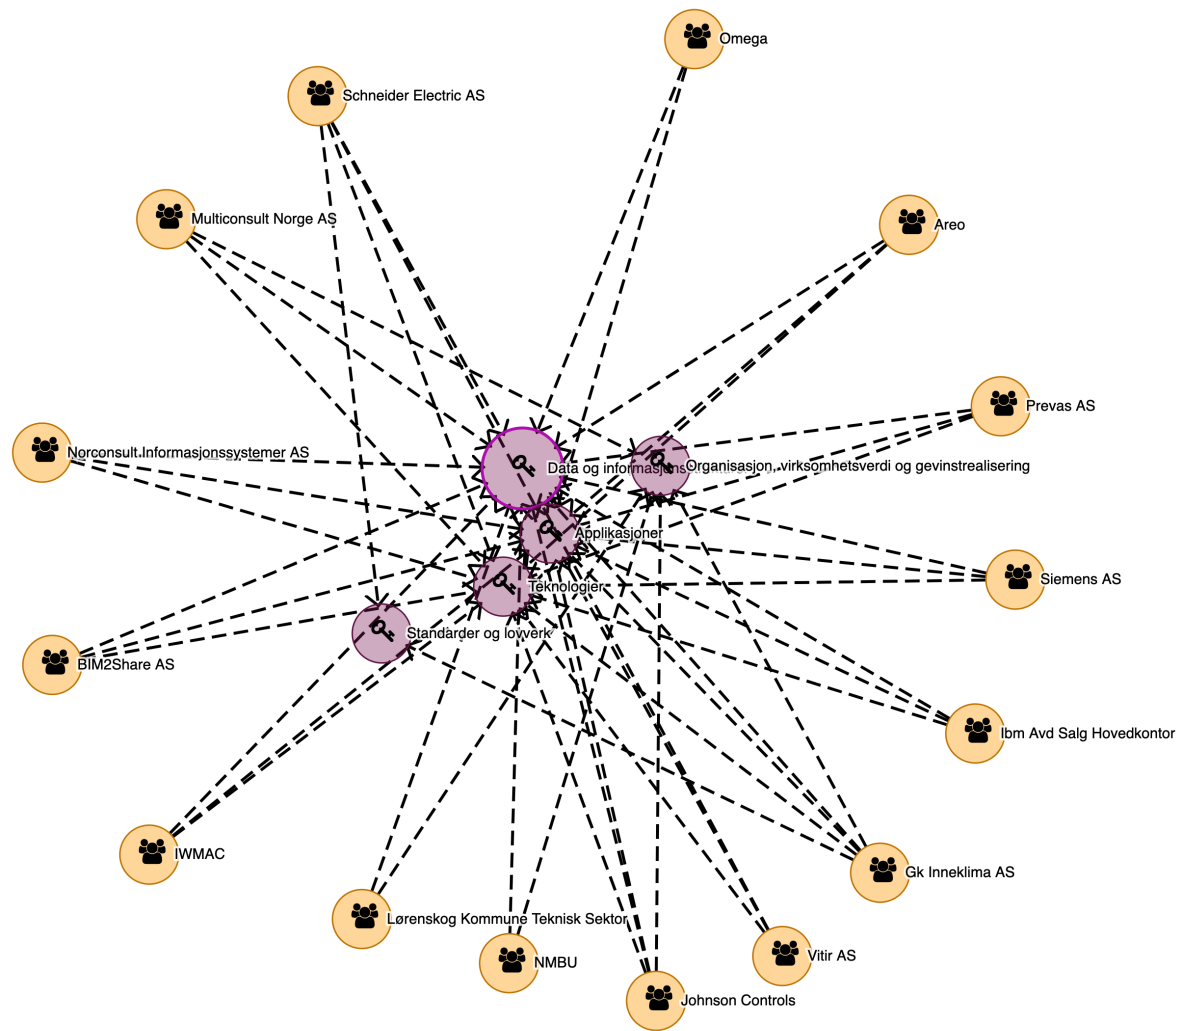 Omega
Schneider Electric AS
Multiconsult Norge AS
Areo
Prevas AS
Norconsult Informasjonssystemer AS
Data og informasjons
Organisasjon, virksomhetsverdi og gevinstrealisering
Applikasjoner
Siemens AS
Teknologier
Standarder og lovverk
BIM2Share AS
Ibm Avd Salg Hovedkontor
IWMAC
Gk Inneklima AS
Lørenskog Kommune Teknisk Sektor
Vitir AS
NMBU
Johnson Controls